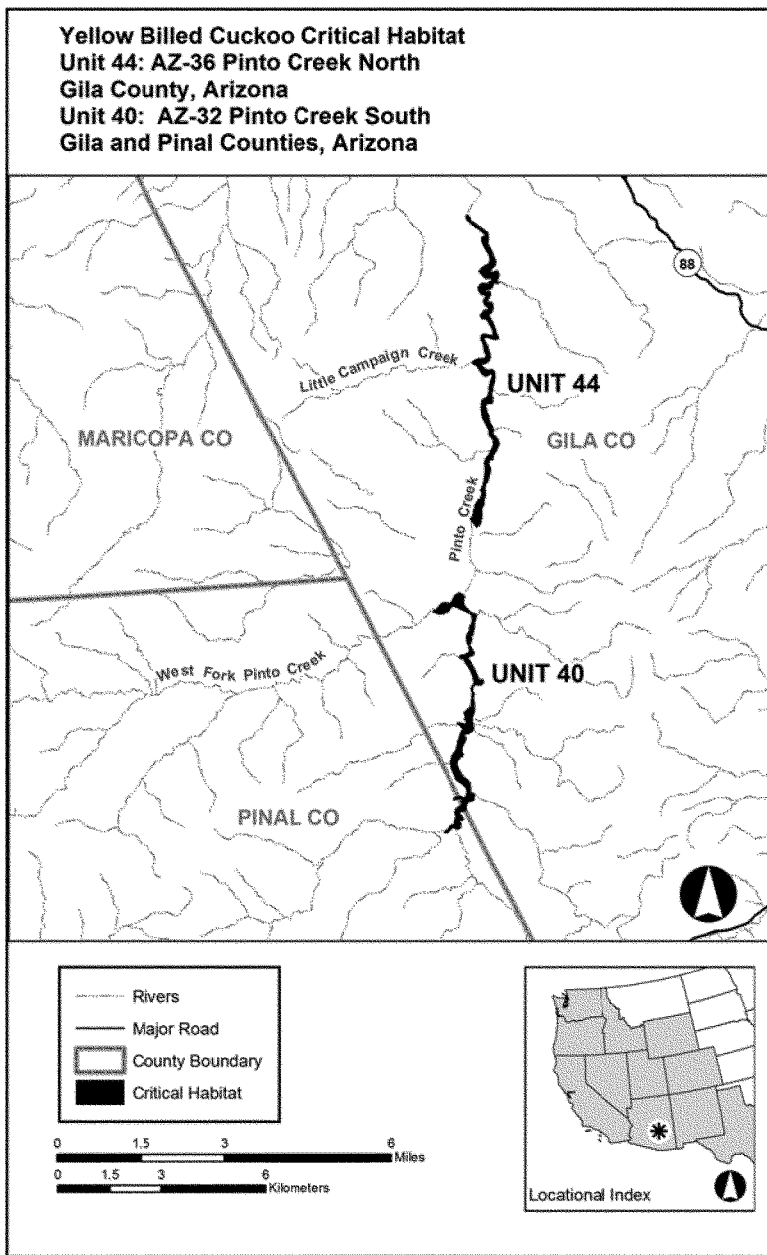 Yellow Billed Cuckoo Critical Habitat
Unit 44: AZ-36 Pinto Creek North
Gila County, Arizona
Unit 40: AZ-32 Pinto Creek South
Gila and Pinal Counties, Arizona
88
Little Campaign Creek
UNIT 44
MARICOPA CO
GILA CO
Pinto Creek
West Fork Pinto Creek
UNIT 40
PINAL CO
Rivers
Major Road
County Boundary
Critical Habitat
0 1.5 3 6
Miles
0 1.5 3 6
Kilometers
Locational Index